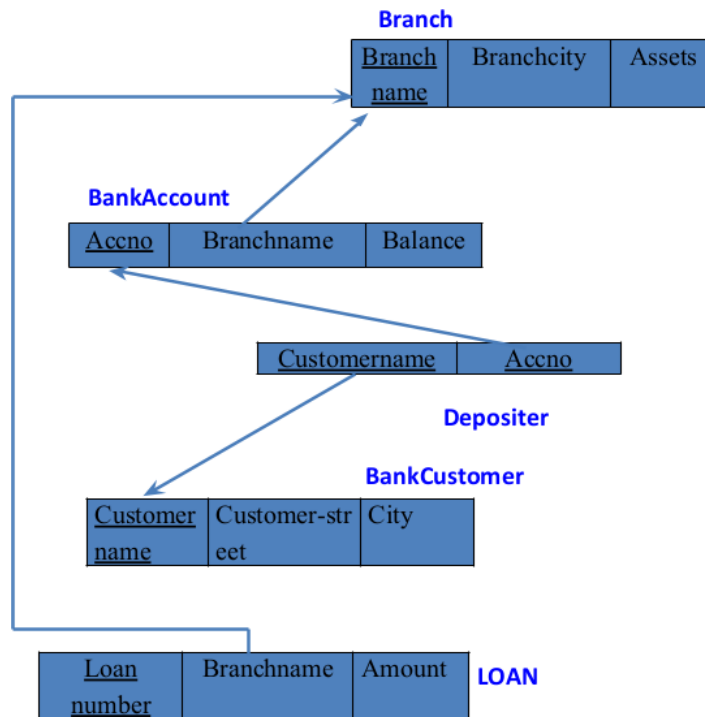 Branch
Branch name Branchcity Assets
BankAccount
Accno Branchname Balance
Customername Accno
Depositer
BankCustomer
Customer name Customer-str eet City
Loan number Branchname Amount
LOAN